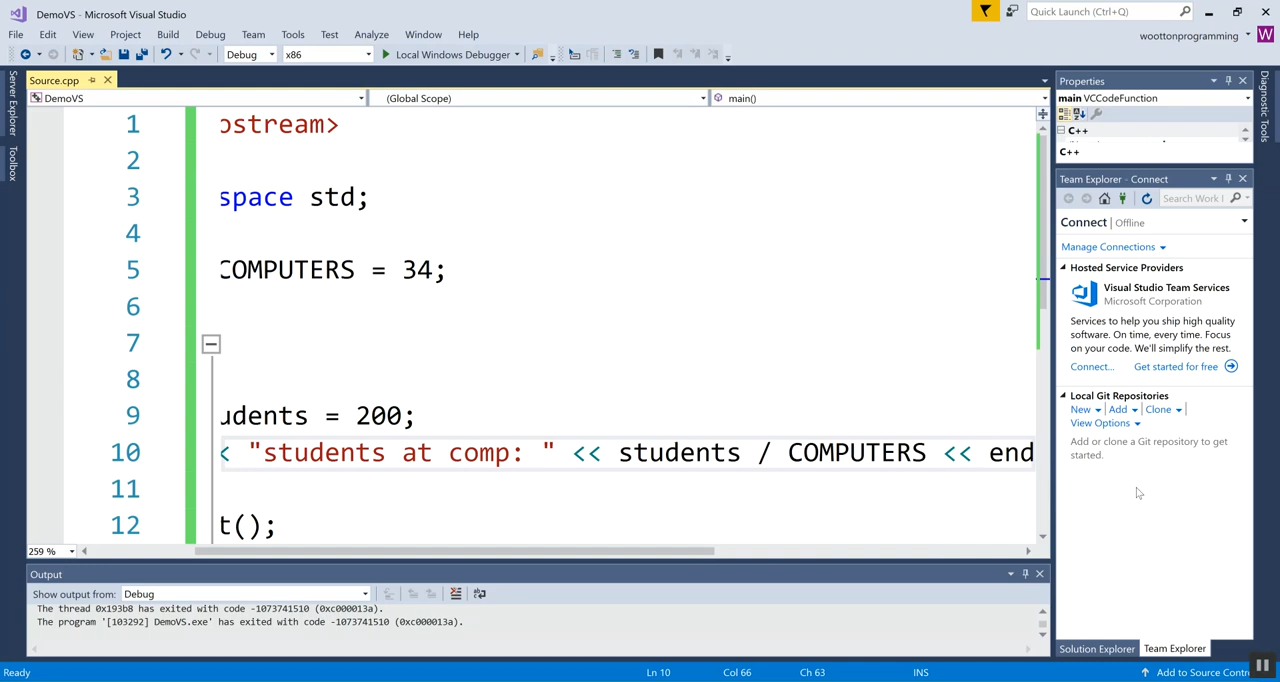 DemoVS - Microsoft Visual Studio
Quick Launch (Ctrl+Q)
File Edit View Project Build Debug Team Tools Test Analyze Window Help
woottonprogramming W
Debug x86 Local Windows Debugger
Server Explorer
Toolbox
Source.cpp
DemoVS (Global Scope) main()
1 ostream>
2
3 space std;
4
5 COMPUTERS = 34;
6
7
8
9 udents = 200;
10 < "students at comp: " << students / COMPUTERS << end
11
12 t();
259 %
Output
Show output from: Debug
The thread 0x193b8 has exited with code -1073741510 (0xc000013a).
The program '[103292] DemoVS.exe' has exited with code -1073741510 (0xc000013a).
Properties
main VCCodeFunction
C++
C++
Team Explorer - Connect
Search Work I
Connect | Offline
Manage Connections
Hosted Service Providers
Visual Studio Team Services
Microsoft Corporation
Services to help you ship high quality
software. On time, every time. Focus
on your code. We'll simplify the rest.
Connect... Get started for free
Local Git Repositories
New | Add | Clone |
View Options
Add or clone a Git repository to get
started.
Solution Explorer Team Explorer
Diagnostic Tools
Ready Ln 10 Col 66 Ch 63 INS Add to Source Contr